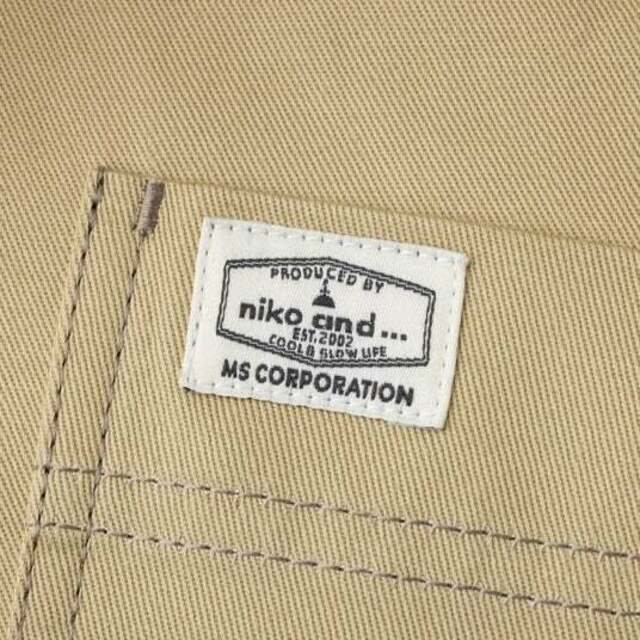 PRODUCED BY
niko and...
EST.2002
COOL & SLOW LIFE
MS CORPORATION